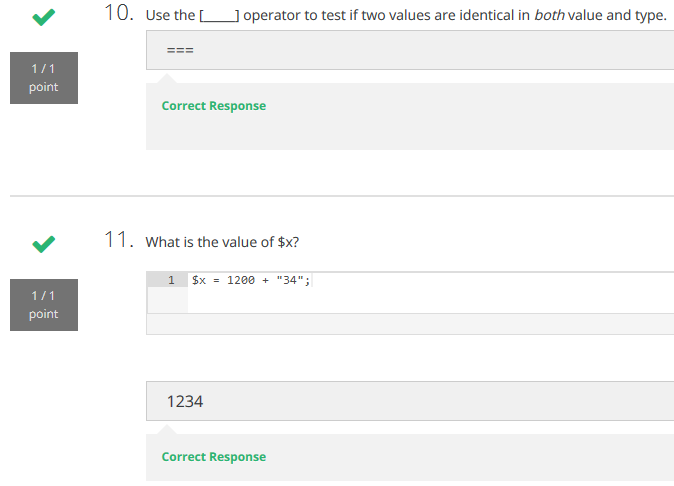 10. Use the [____] operator to test if two values are identical in both value and type.
===
1 / 1
point
Correct Response
11. What is the value of $x?
1 $x = 1200 + "34";
1 / 1
point
1234
Correct Response